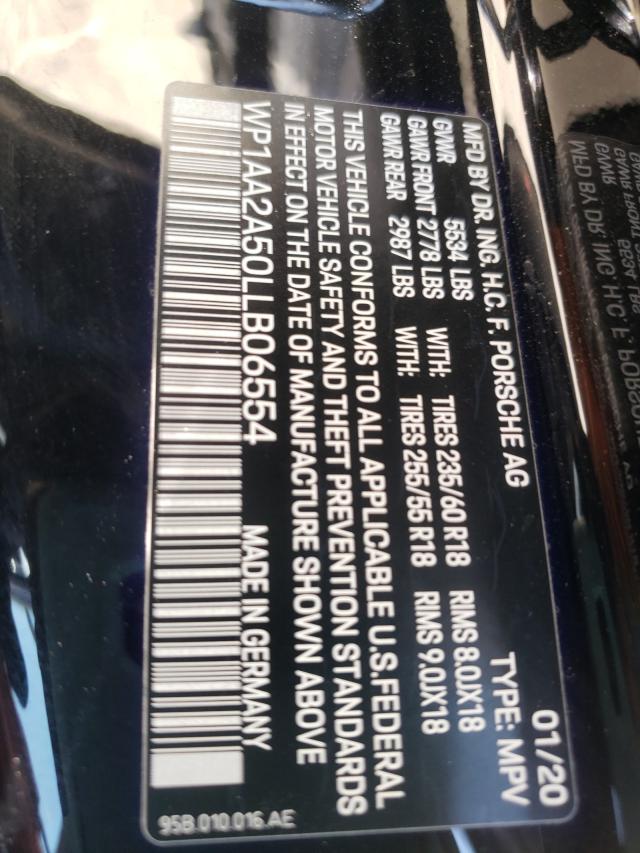 MFD BY DR. ING. H.C. F. PORSCHE AG 01/20
GVWR 5534 LBS TYPE: MPV
GAWR FRONT 2778 LBS WITH: TIRES 235/60 R18 RIMS 8.0JX18
GAWR REAR 2987 LBS WITH: TIRES 255/55 R18 RIMS 9.0JX18
THIS VEHICLE CONFORMS TO ALL APPLICABLE U.S.FEDERAL
MOTOR VEHICLE SAFETY AND THEFT PREVENTION STANDARDS
IN EFFECT ON THE DATE OF MANUFACTURE SHOWN ABOVE
WP1AA2A50LLB06554 MADE IN GERMANY
95B.010.016.AE